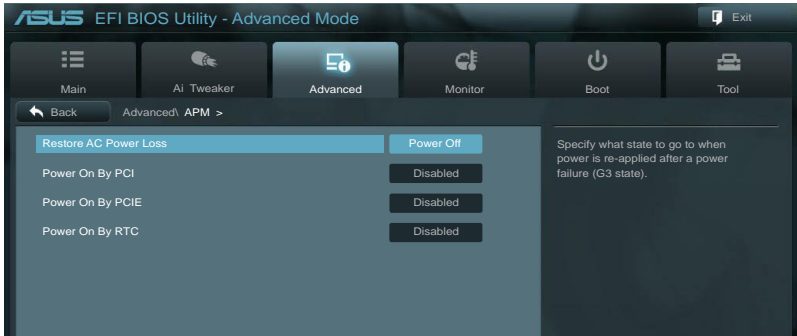 ASUS EFI BIOS Utility - Advanced Mode
Exit
Main
Ai Tweaker
Advanced
Monitor
Boot
Tool
Back
Advanced\ APM >
Restore AC Power Loss
Power Off
Power On By PCI
Disabled
Power On By PCIE
Disabled
Power On By RTC
Disabled
Specify what state to go to when
power is re-applied after a power
failure (G3 state).